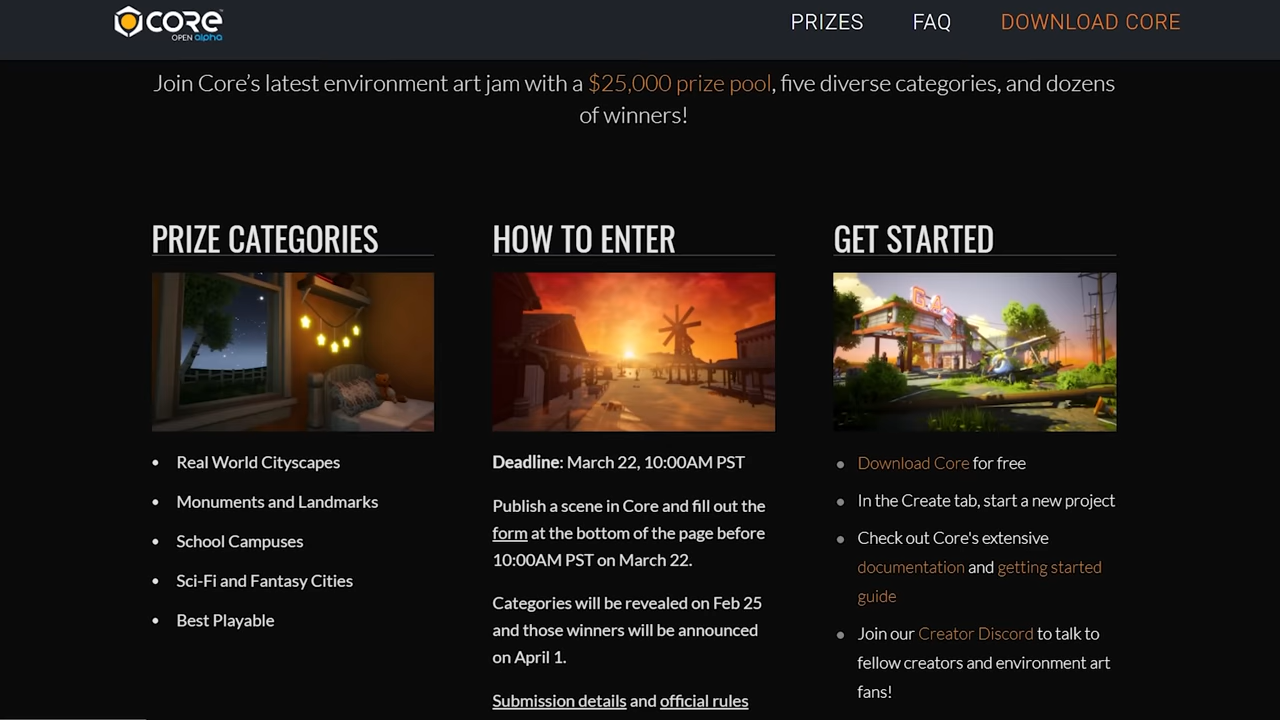 CORE
OPEN alpha
PRIZES
FAQ
DOWNLOAD CORE
Join Core’s latest environment art jam with a $25,000 prize pool, five diverse categories, and dozens
of winners!
PRIZE CATEGORIES
• Real World Cityscapes
• Monuments and Landmarks
• School Campuses
• Sci-Fi and Fantasy Cities
• Best Playable
HOW TO ENTER
Deadline: March 22, 10:00AM PST
Publish a scene in Core and fill out the
form at the bottom of the page before
10:00AM PST on March 22.
Categories will be revealed on Feb 25
and those winners will be announced
on April 1.
Submission details and official rules
GET STARTED
• Download Core for free
• In the Create tab, start a new project
• Check out Core's extensive
documentation and getting started
guide
• Join our Creator Discord to talk to
fellow creators and environment art
fans!